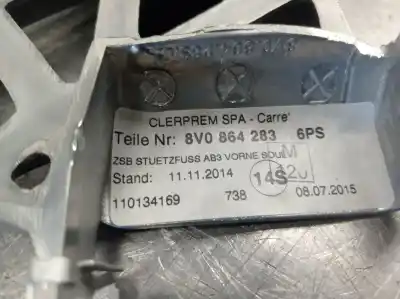 CLERPREM SPA - Carre'
Teile Nr: 8V0 864 283 6PS
ZSB STUETZFUSS AB3 VORNE
M
Stand: 11.11.2014
14S
110134169 738 08.07.2015